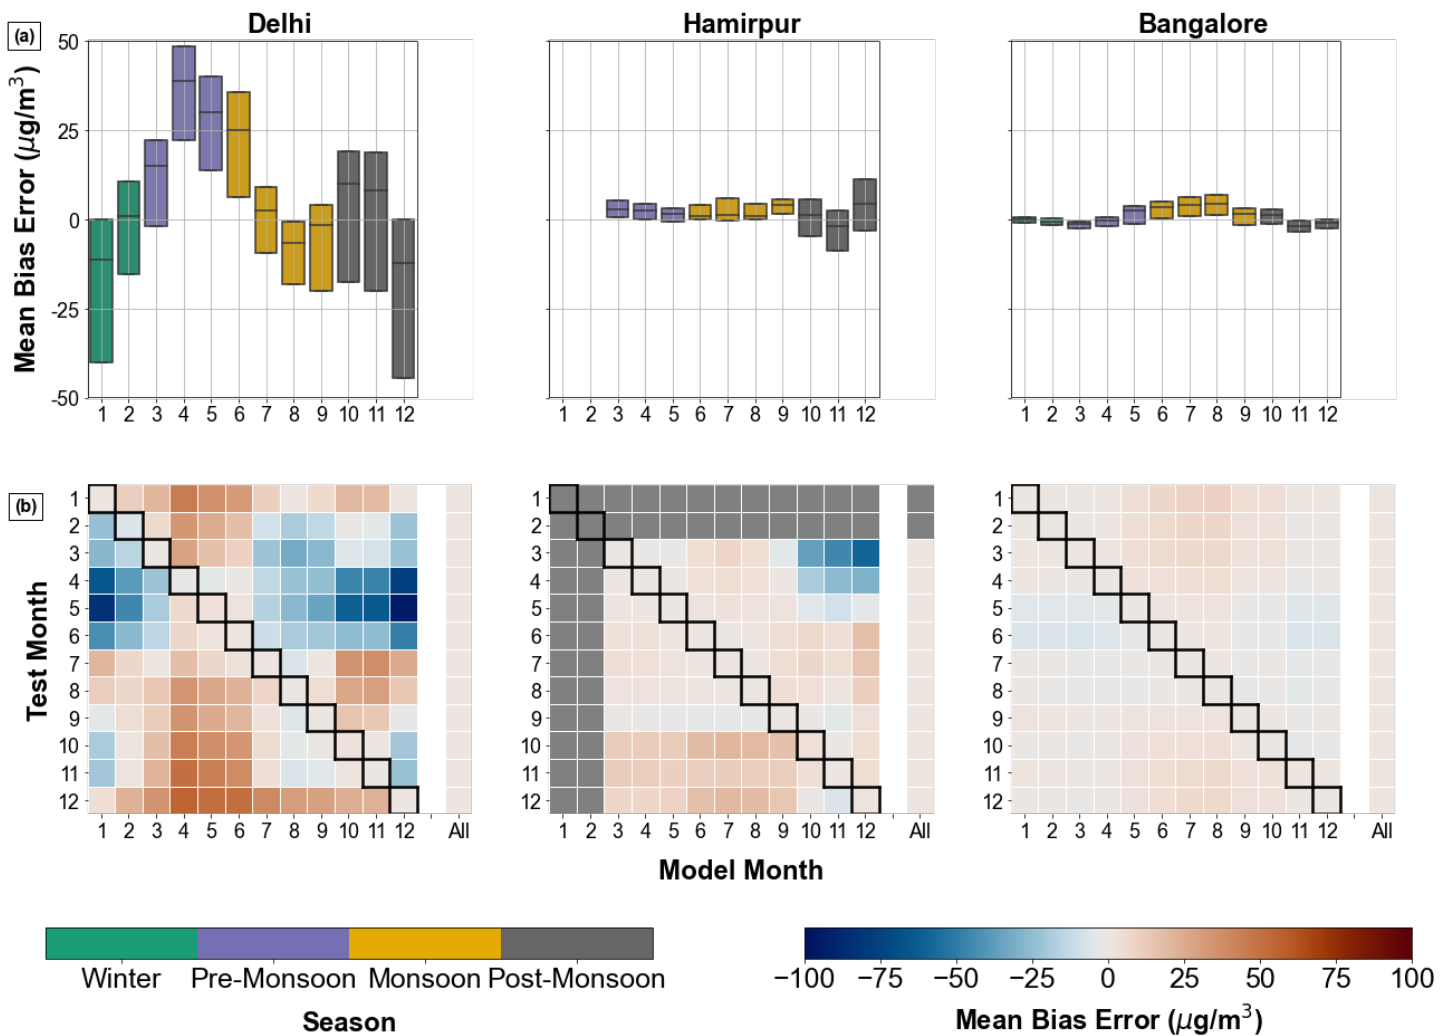 Delhi Hamirpur Bangalore
(a)
Mean Bias Error (μg/m³)
50
25
0
-25
-50
1 2 3 4 5 6 7 8 9 10 11 12
1 2 3 4 5 6 7 8 9 10 11 12
1 2 3 4 5 6 7 8 9 10 11 12
(b)
Test Month
1
2
3
4
5
6
7
8
9
10
11
12
1 2 3 4 5 6 7 8 9 10 11 12 All
1
2
3
4
5
6
7
8
9
10
11
12
1 2 3 4 5 6 7 8 9 10 11 12 All
1
2
3
4
5
6
7
8
9
10
11
12
1 2 3 4 5 6 7 8 9 10 11 12 All
Model Month
Winter Pre-Monsoon Monsoon Post-Monsoon
Season
−100 −75 −50 −25 0 25 50 75 100
Mean Bias Error (μg/m³)